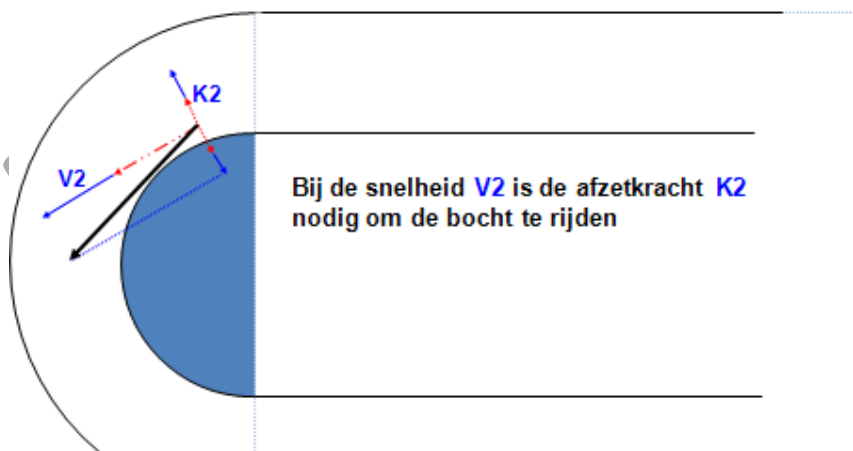 K2
V2
Bij de snelheid V2 is de afzetkracht K2
nodig om de bocht te rijden